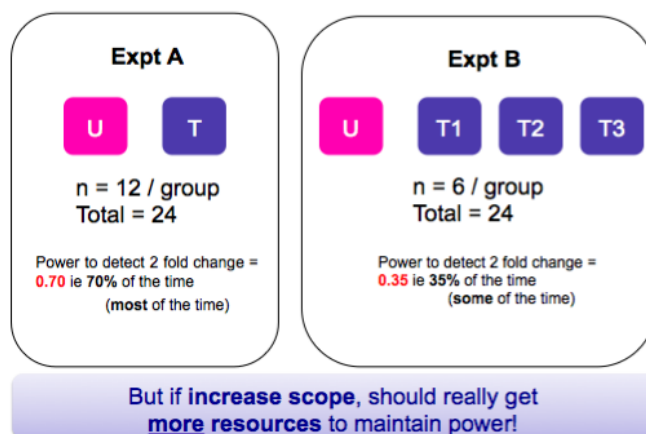 Expt A
U T
n = 12 / group
Total = 24
Power to detect 2 fold change =
0.70 ie 70% of the time
(most of the time)
Expt B
U T1 T2 T3
n = 6 / group
Total = 24
Power to detect 2 fold change =
0.35 ie 35% of the time
(some of the time)
But if increase scope, should really get
more resources to maintain power!